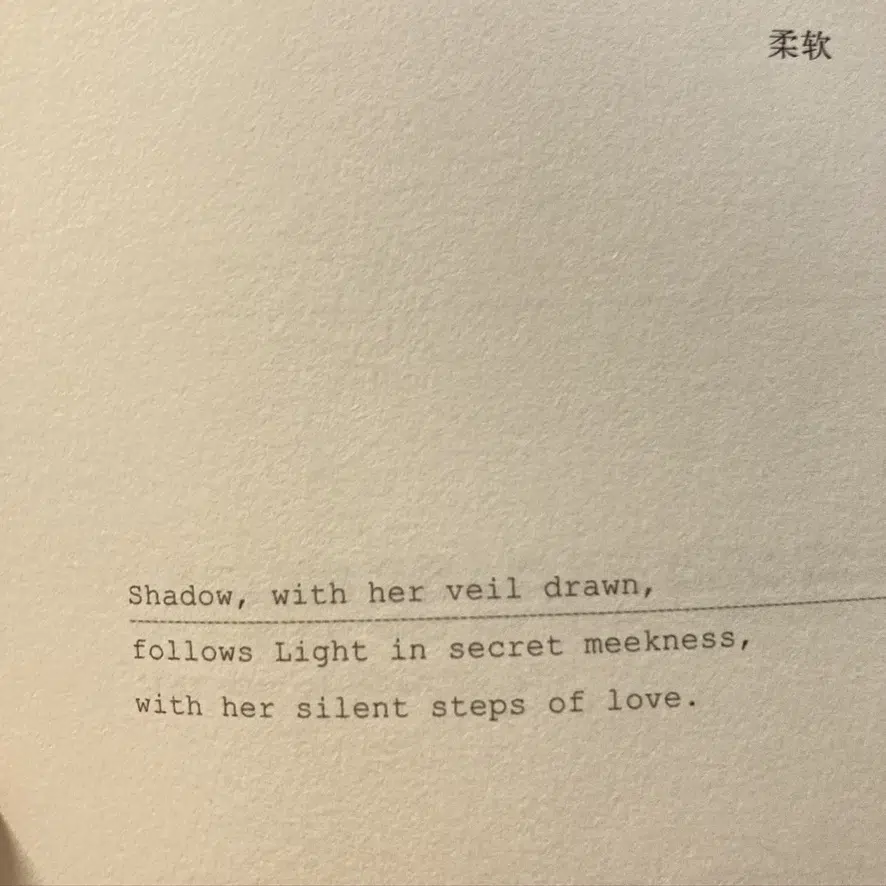 柔软
Shadow, with her veil drawn,
follows Light in secret meekness,
with her silent steps of love.